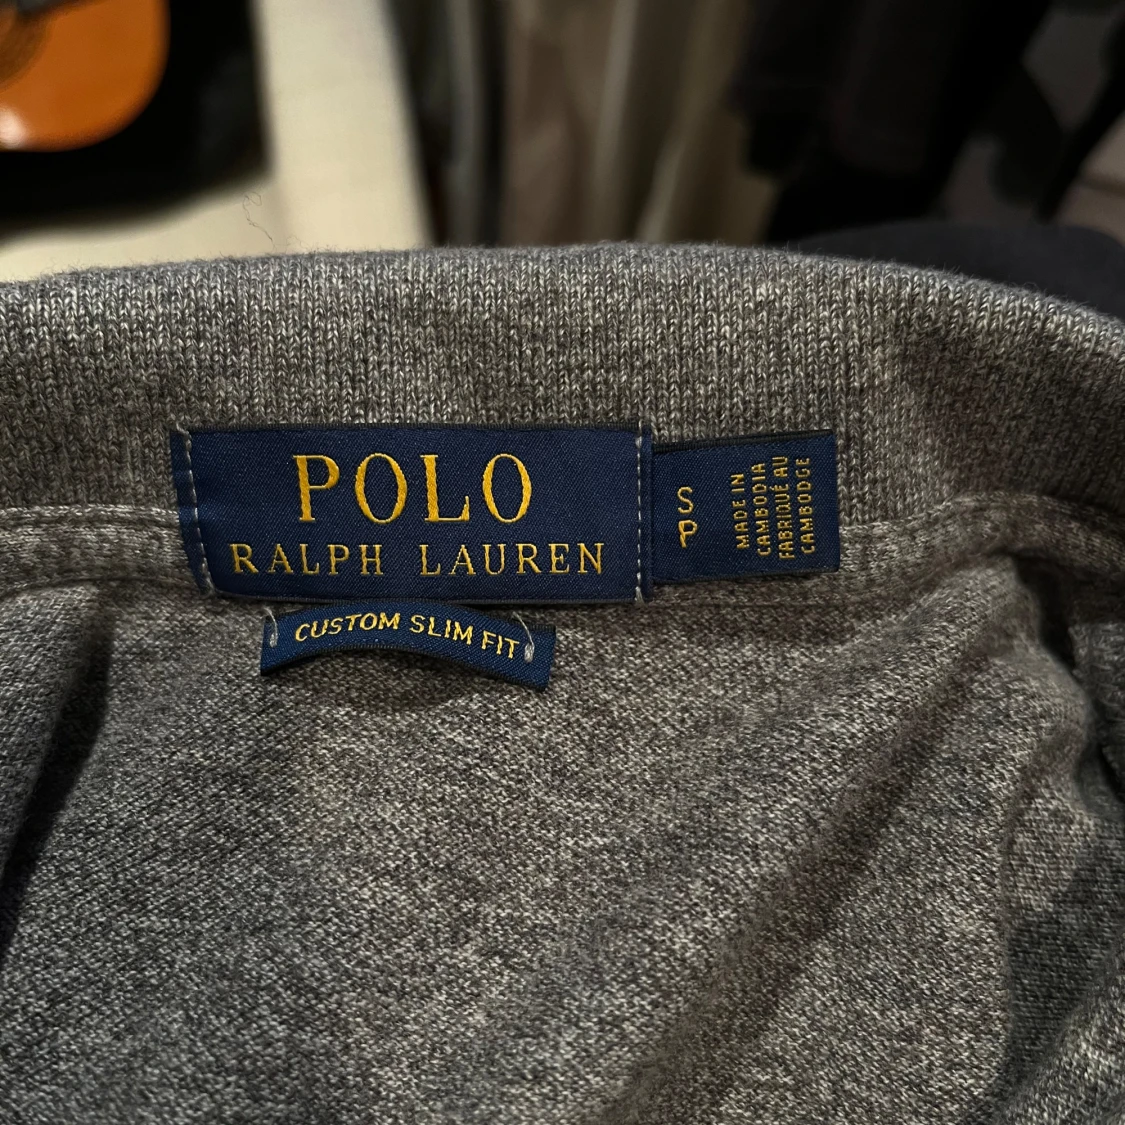 POLO
RALPH LAUREN
CUSTOM SLIM FIT
S
P
MADE IN
CAMBODIA
FABRIQUÉ AU
CAMBODGE